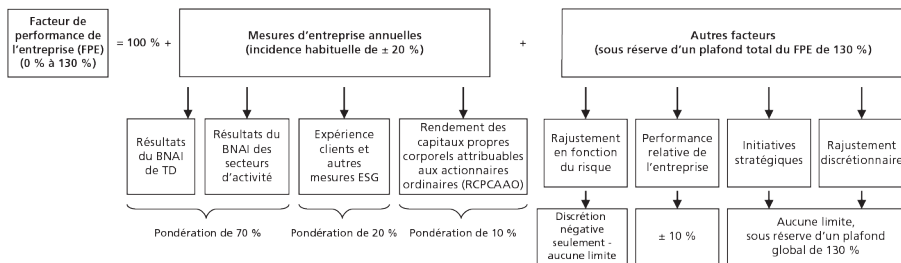 Facteur de
performance de
l'entreprise (FPE)
(0 % à 130 %)
= 100 % +
Mesures d'entreprise annuelles
(incidence habituelle de ± 20 %)
+
Autres facteurs
(sous réserve d'un plafond total du FPE de 130 %)
Résultats
du BNAI
de TD
Résultats du
BNAI des
secteurs
d'activité
Expérience
clients et
autres
mesures ESG
Rendement des
capitaux propres
corporels attribuables
aux actionnaires
ordinaires (RCPCAAO)
Rajustement
en fonction
du risque
Performance
relative de
l'entreprise
Initiatives
stratégiques
Rajustement
discrétionnaire
Pondération de 70 %
Pondération de 20 %
Pondération de 10 %
Discrétion
négative
seulement -
aucune limite
± 10 %
Aucune limite,
sous réserve d'un plafond
global de 130 %